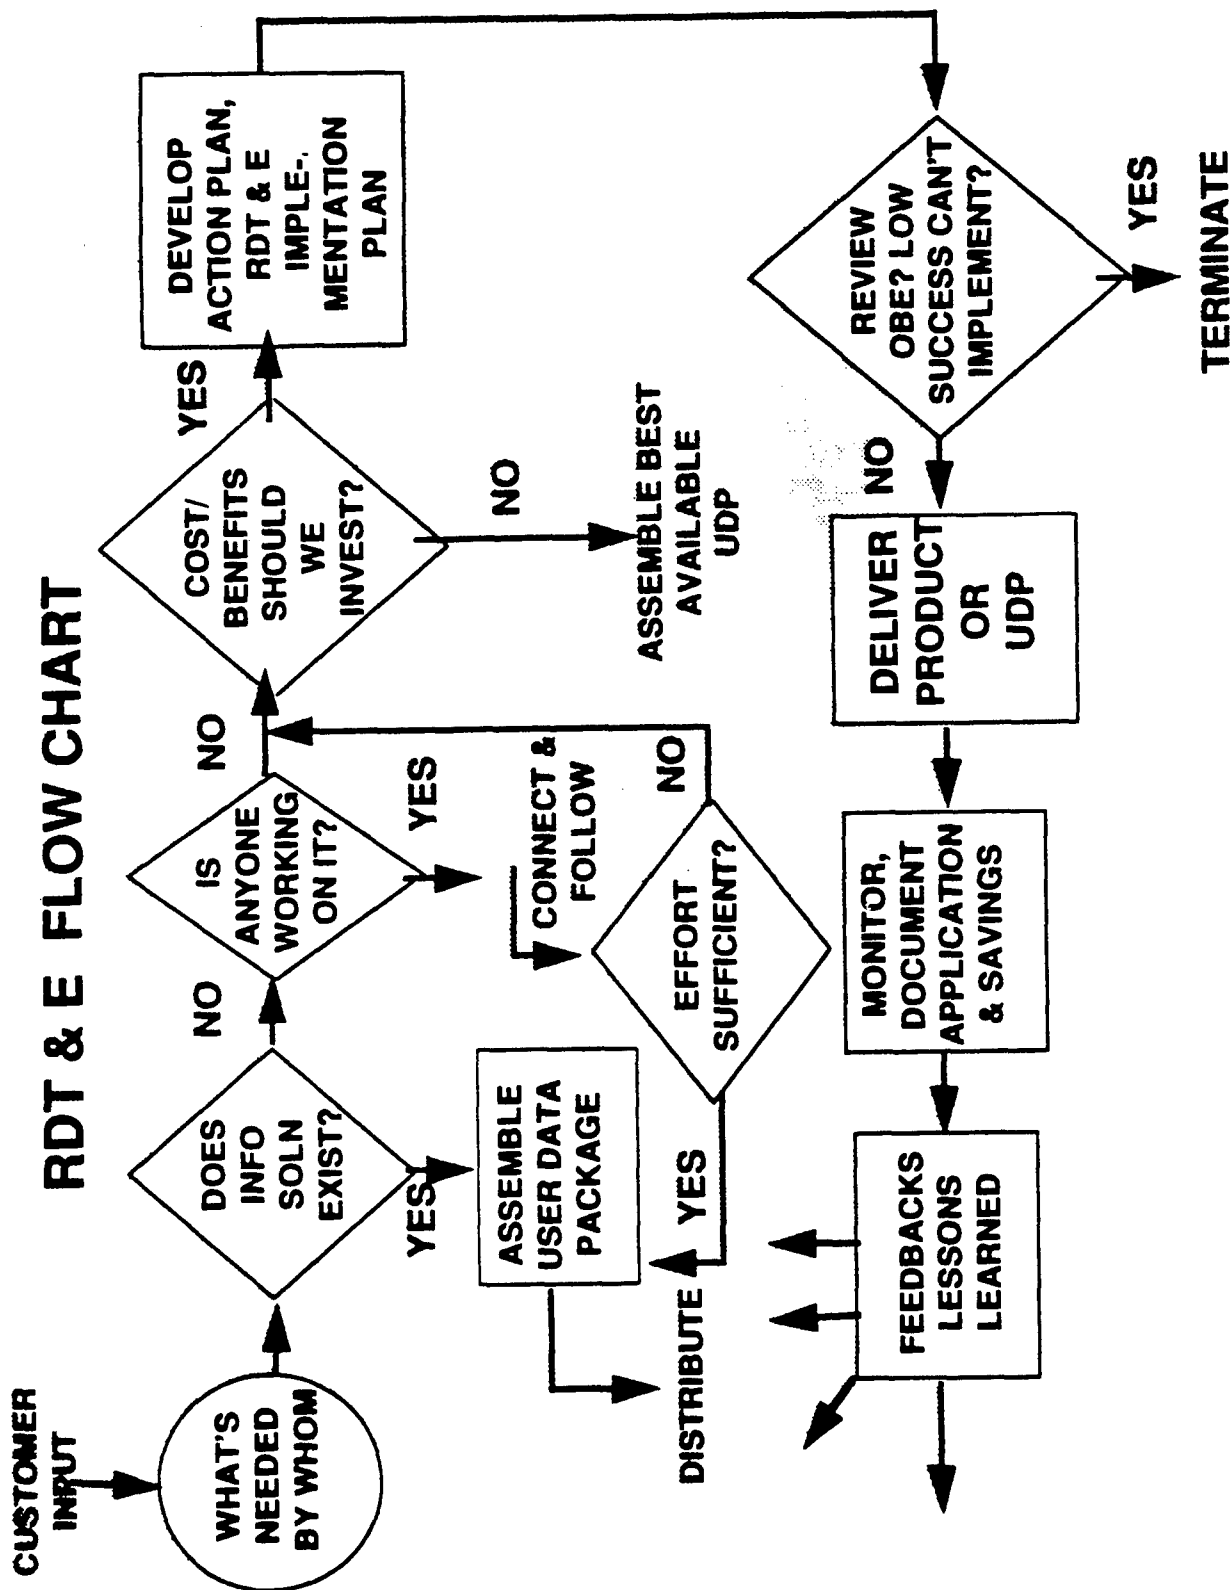 RDT & E FLOW CHART
CUSTOMER
INPUT
WHAT'S
NEEDED
BY WHOM
DOES
INFO
SOLN
EXIST?
NO
YES
IS
ANYONE
WORKING
ON IT?
NO
YES
COST/
BENEFITS
SHOULD
WE
INVEST?
YES
NO
DEVELOP
ACTION PLAN,
RDT & E
IMPLE-
MENTATION
PLAN
ASSEMBLE
USER DATA
PACKAGE
CONNECT &
FOLLOW
EFFORT
SUFFICIENT?
NO
YES
DISTRIBUTE
ASSEMBLE BEST
AVAILABLE
UDP
REVIEW
OBE? LOW
SUCCESS CAN'T
IMPLEMENT?
YES
TERMINATE
NO
DELIVER
PRODUCT
OR
UDP
MONITOR,
DOCUMENT
APPLICATION
& SAVINGS
FEEDBACKS
LESSONS
LEARNED